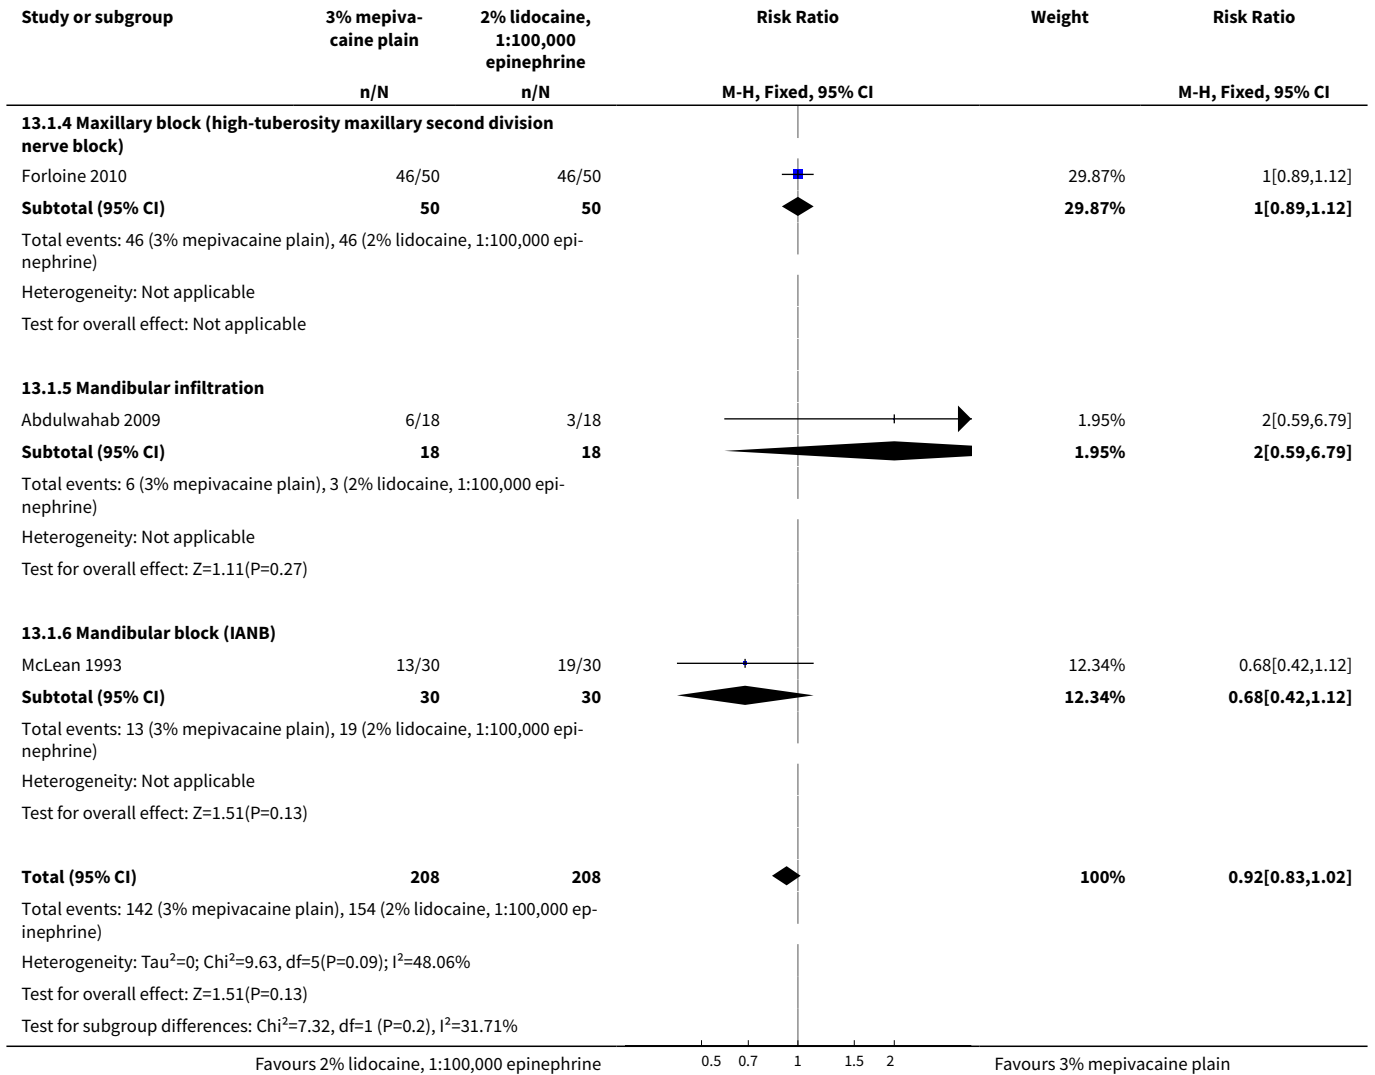 Study or subgroup 3% mepiva- 2% lidocaine, Risk Ratio Weight Risk Ratio
caine plain 1:100,000
epinephrine
n/N n/N M-H, Fixed, 95% CI M-H, Fixed, 95% CI
13.1.4 Maxillary block (high-tuberosity maxillary second division
nerve block)
Forloine 2010 46/50 46/50 29.87% 1[0.89,1.12]
Subtotal (95% CI) 50 50 29.87% 1[0.89,1.12]
Total events: 46 (3% mepivacaine plain), 46 (2% lidocaine, 1:100,000 epi-
nephrine)
Heterogeneity: Not applicable
Test for overall effect: Not applicable
13.1.5 Mandibular infiltration
Abdulwahab 2009 6/18 3/18 1.95% 2[0.59,6.79]
Subtotal (95% CI) 18 18 1.95% 2[0.59,6.79]
Total events: 6 (3% mepivacaine plain), 3 (2% lidocaine, 1:100,000 epi-
nephrine)
Heterogeneity: Not applicable
Test for overall effect: Z=1.11(P=0.27)
13.1.6 Mandibular block (IANB)
McLean 1993 13/30 19/30 12.34% 0.68[0.42,1.12]
Subtotal (95% CI) 30 30 12.34% 0.68[0.42,1.12]
Total events: 13 (3% mepivacaine plain), 19 (2% lidocaine, 1:100,000 epi-
nephrine)
Heterogeneity: Not applicable
Test for overall effect: Z=1.51(P=0.13)
Total (95% CI) 208 208 100% 0.92[0.83,1.02]
Total events: 142 (3% mepivacaine plain), 154 (2% lidocaine, 1:100,000 ep-
inephrine)
Heterogeneity: Tau²=0; Chi²=9.63, df=5(P=0.09); I²=48.06%
Test for overall effect: Z=1.51(P=0.13)
Test for subgroup differences: Chi²=7.32, df=1 (P=0.2), I²=31.71%
Favours 2% lidocaine, 1:100,000 epinephrine 0.5 0.7 1 1.5 2 Favours 3% mepivacaine plain